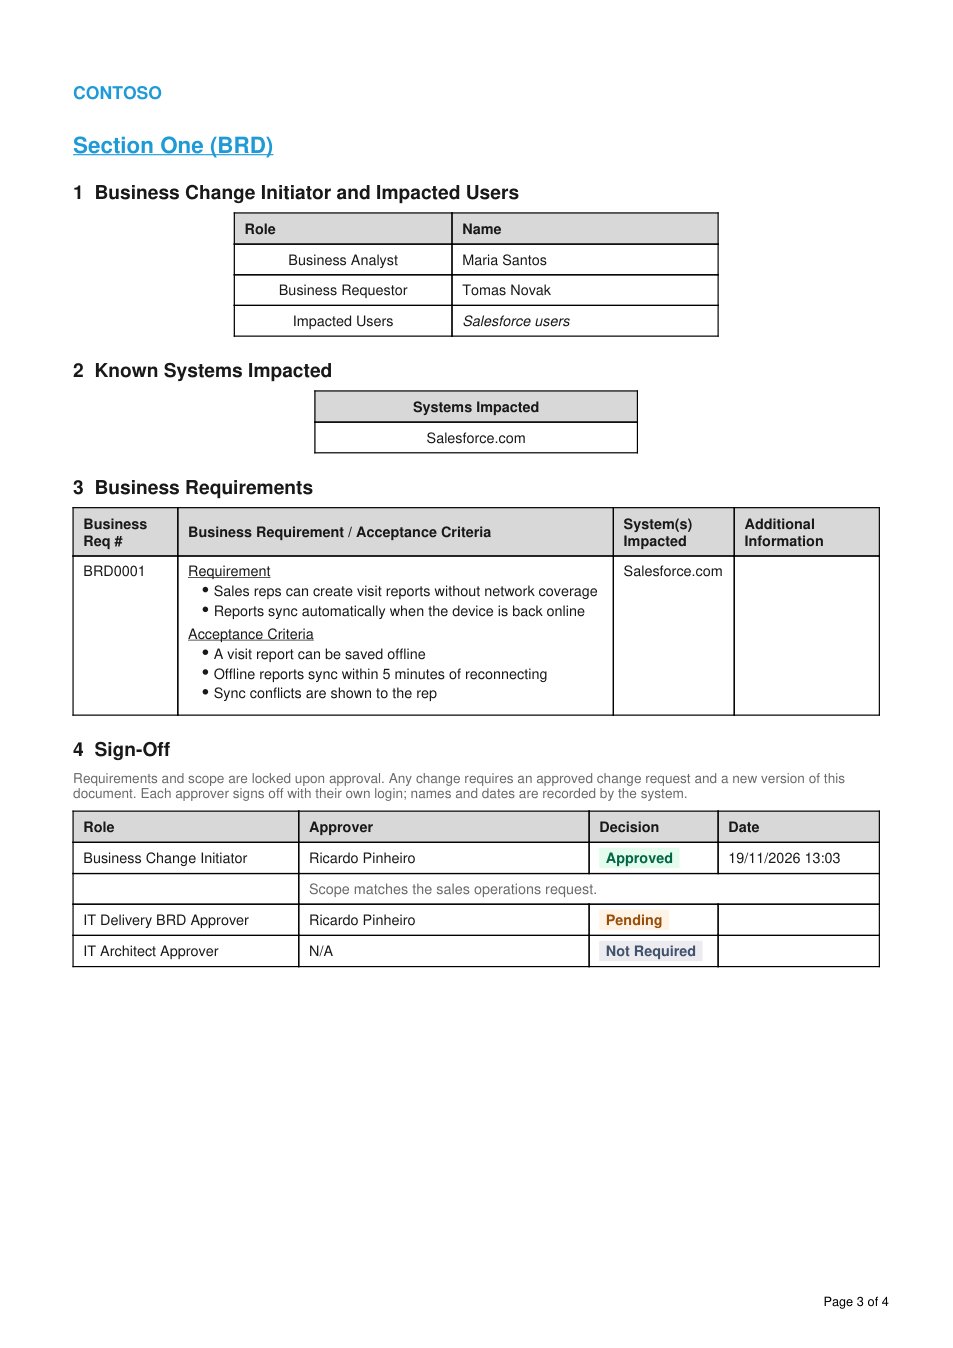 CONTOSO
Section One (BRD)
1 Business Change Initiator and Impacted Users
Role Name
Business Analyst Maria Santos
Business Requestor Tomas Novak
Impacted Users Salesforce users
2 Known Systems Impacted
Systems Impacted
Salesforce.com
3 Business Requirements
Business Req # Business Requirement / Acceptance Criteria System(s) Impacted Additional Information
BRD0001 Requirement Salesforce.com
• Sales reps can create visit reports without network coverage
• Reports sync automatically when the device is back online
Acceptance Criteria
• A visit report can be saved offline
• Offline reports sync within 5 minutes of reconnecting
• Sync conflicts are shown to the rep
4 Sign-Off
Requirements and scope are locked upon approval. Any change requires an approved change request and a new version of this
document. Each approver signs off with their own login; names and dates are recorded by the system.
Role Approver Decision Date
Business Change Initiator Ricardo Pinheiro Approved 19/11/2026 13:03
Scope matches the sales operations request.
IT Delivery BRD Approver Ricardo Pinheiro Pending
IT Architect Approver N/A Not Required
Page 3 of 4